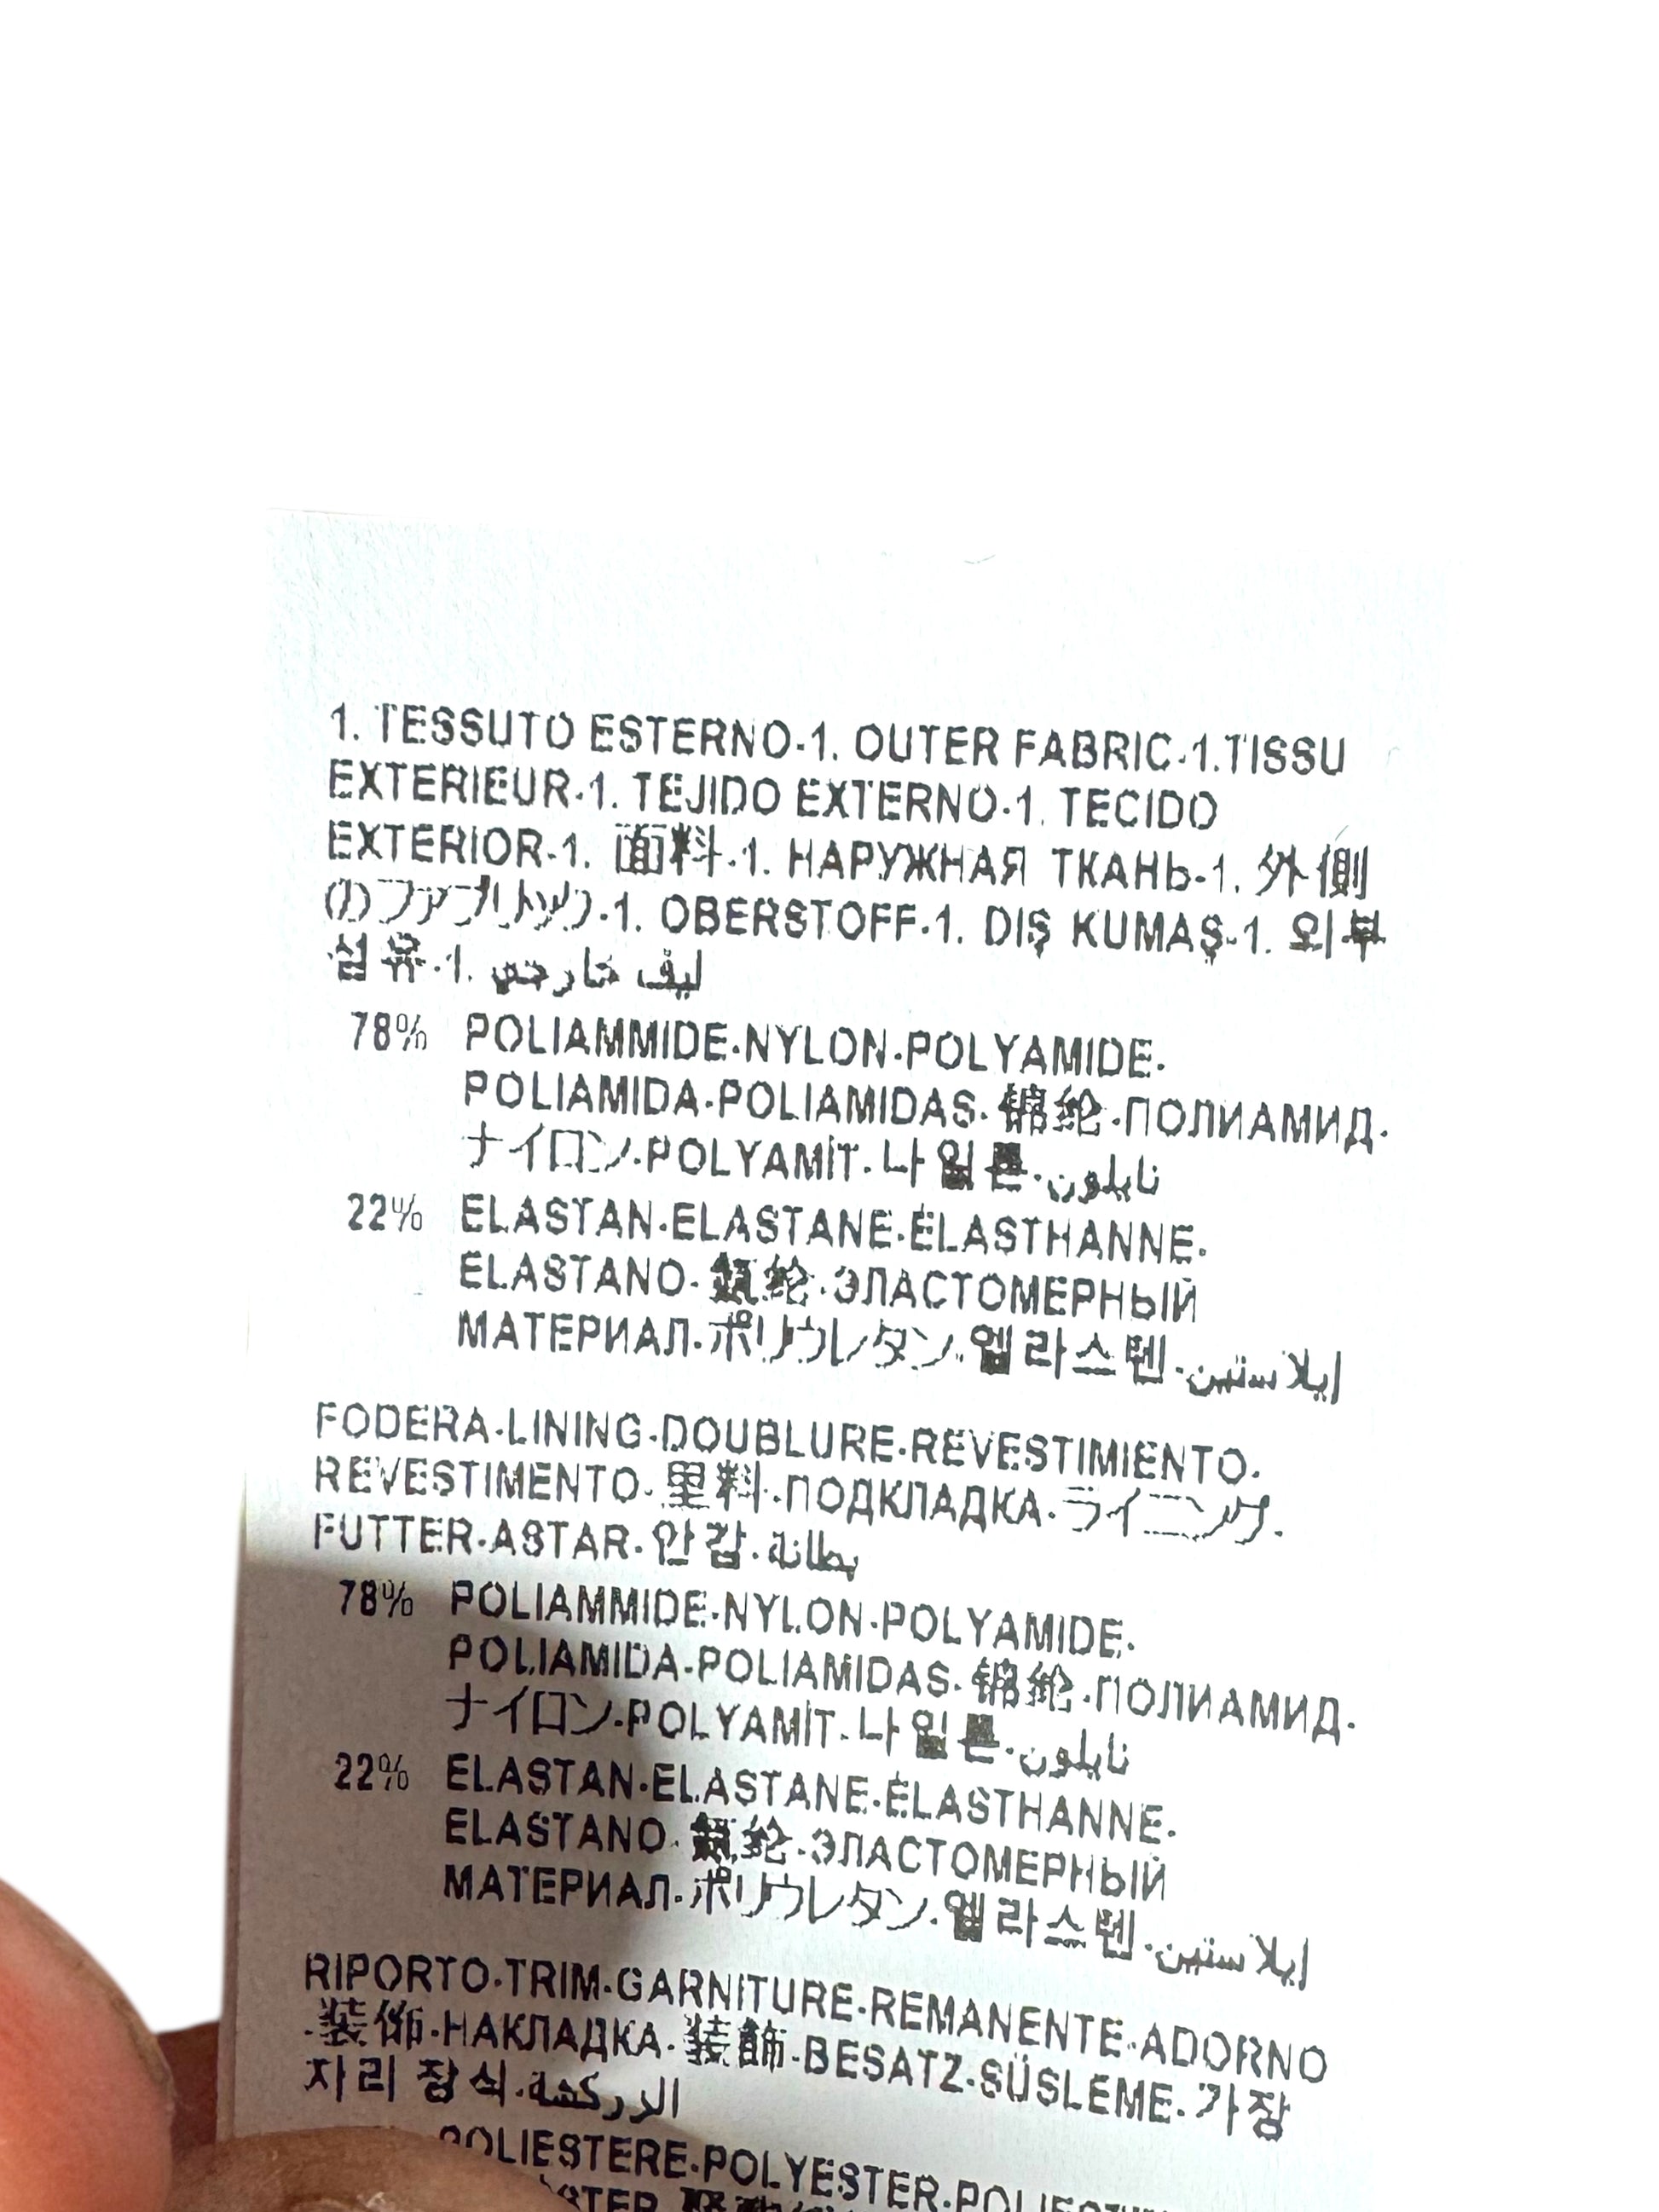 1. TESSUTO ESTERNO-1. OUTER FABRIC-1.TISSU
EXTERIEUR-1. TEJIDO EXTERNO-1. TECIDO
EXTERIOR-1. 面料-1. НАРУЖНАЯ ТКАНЬ-1. 外側
のファブリック-1. OBERSTOFF-1. DIŞ KUMAŞ-1. 외부
섬유-1. ليف خارجي
78% POLIAMMIDE-NYLON-POLYAMIDE-
POLIAMIDA-POLIAMIDAS-锦纶-ПОЛИАМИД-
ナイロン-POLYAMİT-나일론-نايلون
22% ELASTAN-ELASTANE-ÉLASTHANNE-
ELASTANO-氨纶-ЭЛАСТОМЕРНЫЙ
МАТЕРИАЛ-ポリウレタン-엘라스텐-ايلاستين
FODERA-LINING-DOUBLURE-REVESTIMIENTO-
REVESTIMENTO-里料-ПОДКЛАДКА-ライニング-
FUTTER-ASTAR-안감-بطانة
78% POLIAMMIDE-NYLON-POLYAMIDE-
POLIAMIDA-POLIAMIDAS-锦纶-ПОЛИАМИД-
ナイロン-POLYAMİT-나일론-نايلون
22% ELASTAN-ELASTANE-ÉLASTHANNE-
ELASTANO-氨纶-ЭЛАСТОМЕРНЫЙ
МАТЕРИАЛ-ポリウレタン-엘라스텐-ايلاستين
RIPORTO-TRIM-GARNITURE-REMANENTE-ADORNO
-装饰-НАКЛАДКА-装飾-BESATZ-SÜSLEME-가장
자리 장식-الزركشة
POLIESTERE-POLYESTER